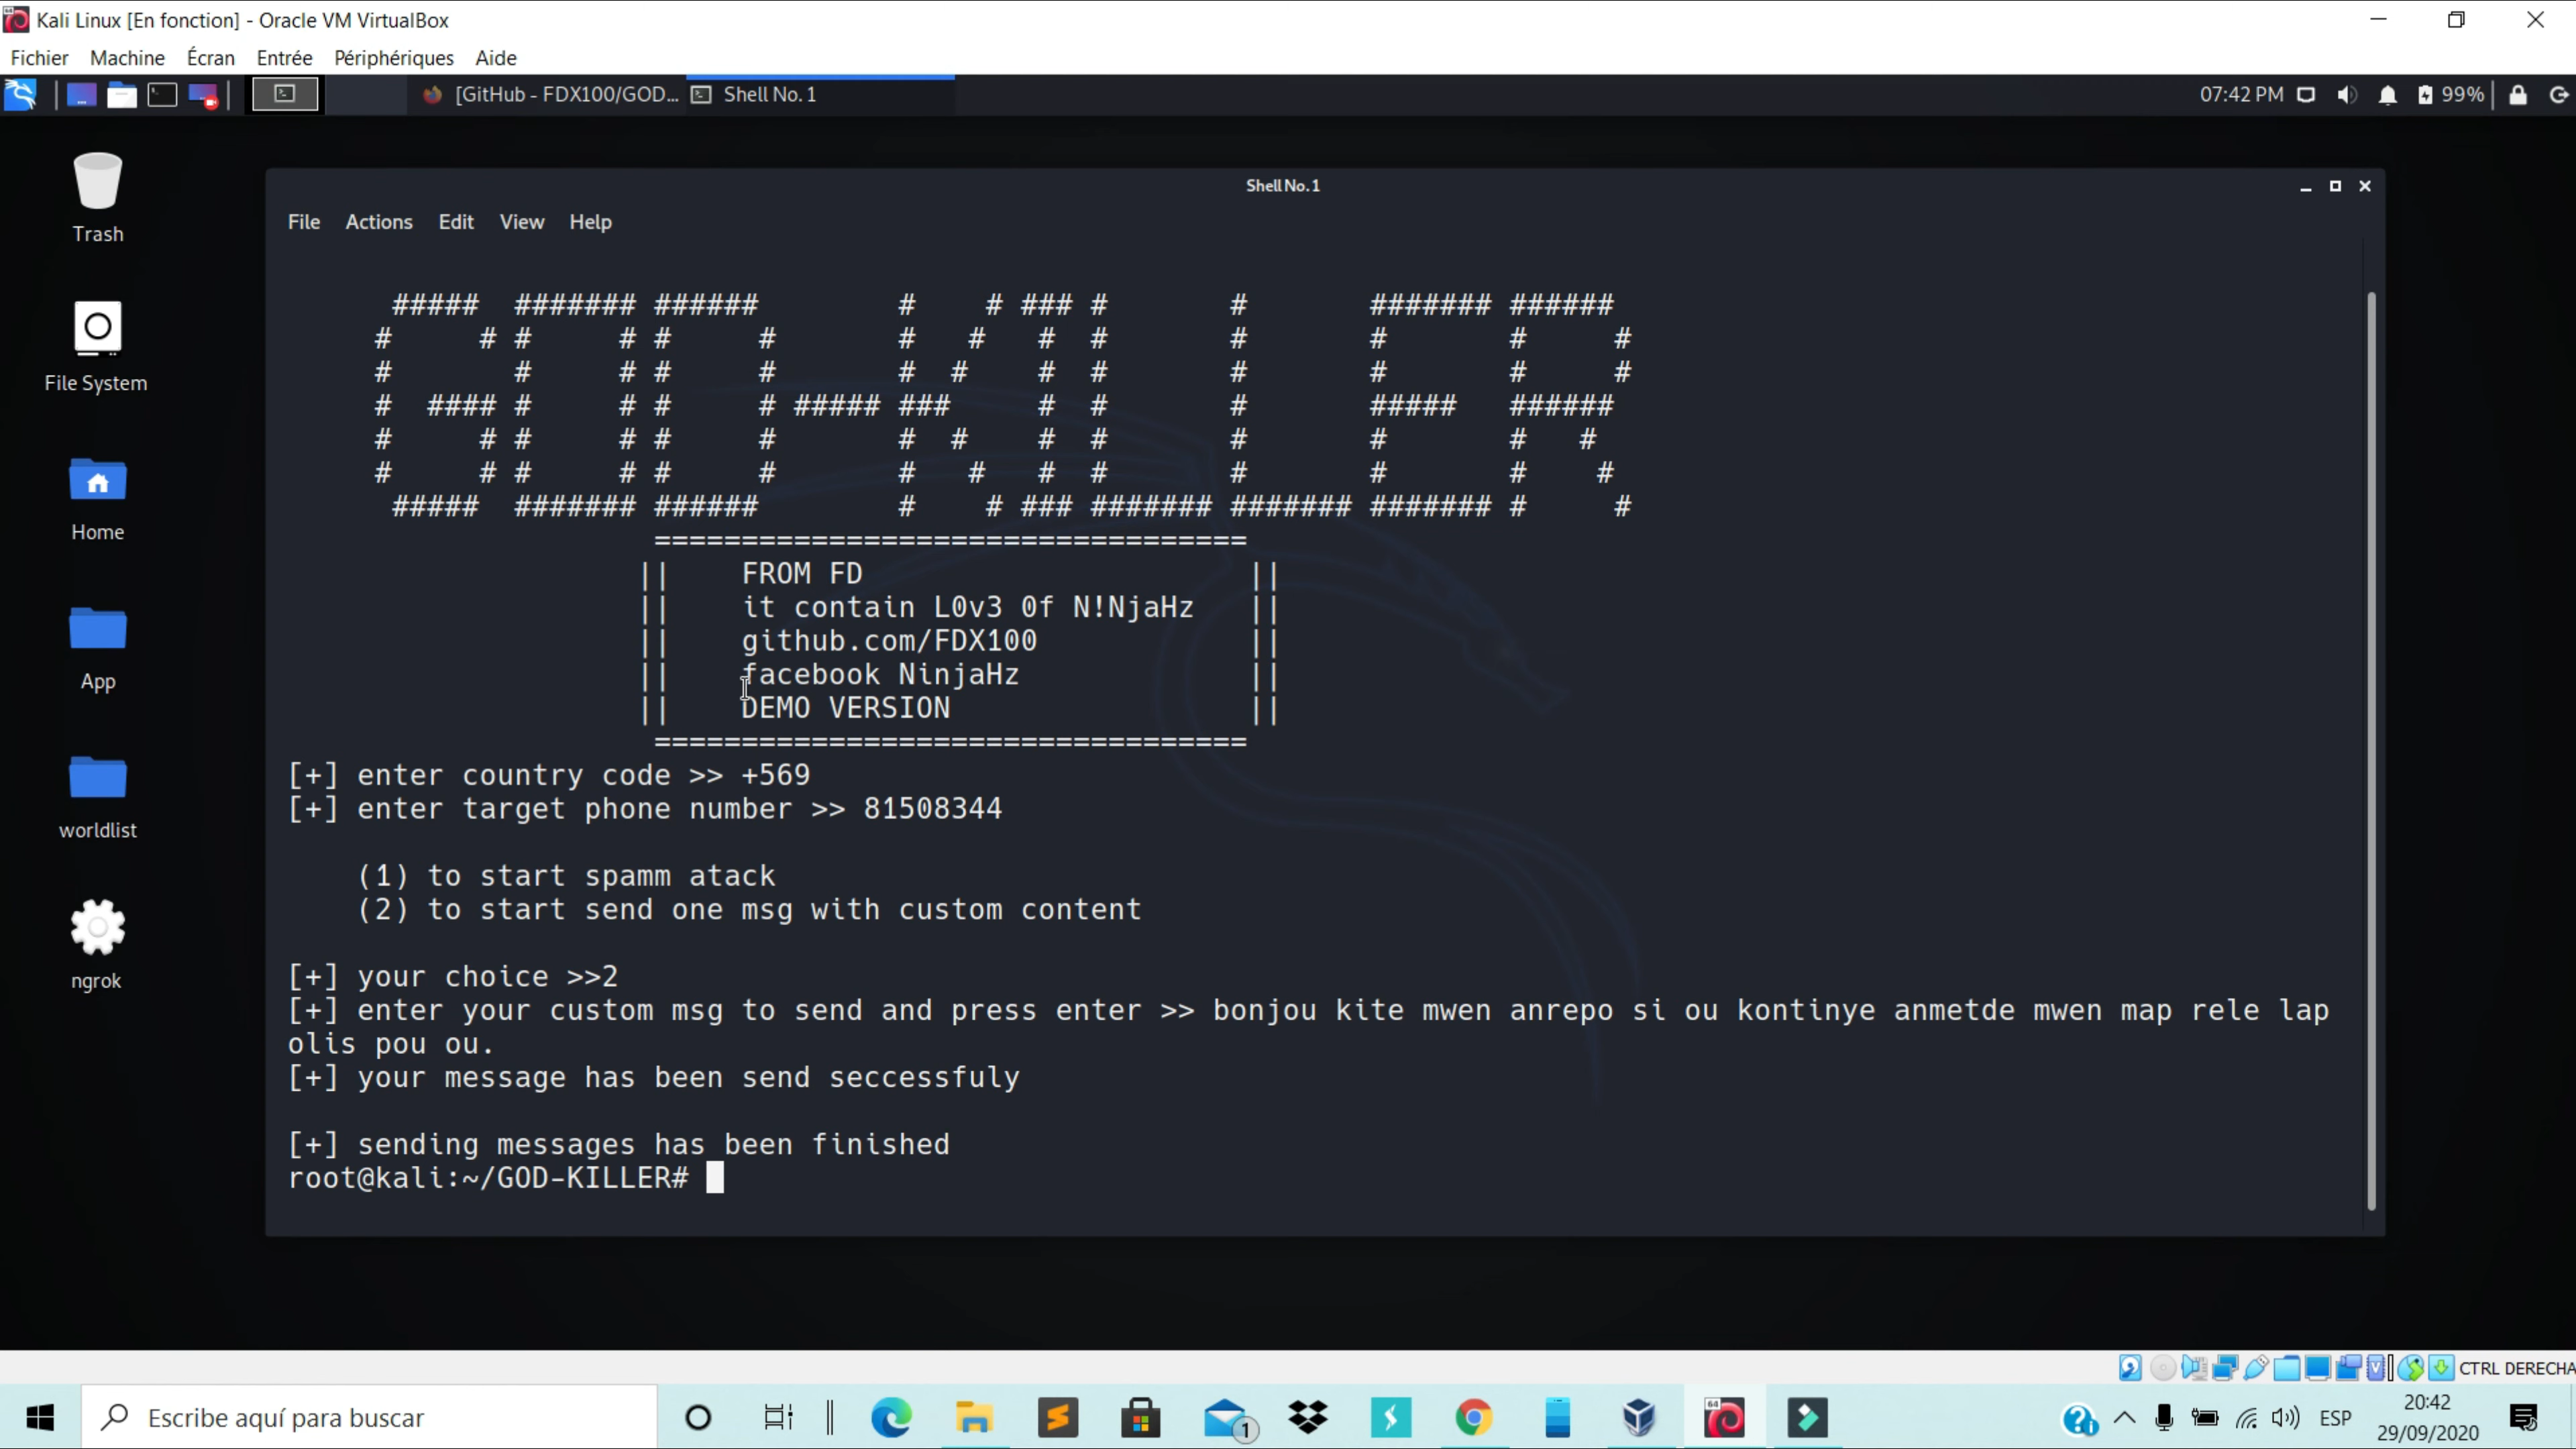 Kali Linux [En fonction] - Oracle VM VirtualBox
Fichier Machine Écran Entrée Périphériques Aide
[GitHub - FDX100/GOD... Shell No. 1 07:42 PM 99%
Shell No. 1
File Actions Edit View Help
Trash
File System
Home
App
worldlist
ngrok
GOD-KILLER
FROM FD
it contain L0v3 0f N!NjaHz
github.com/FDX100
facebook NinjaHz
DEMO VERSION
[+] enter country code >> +569
[+] enter target phone number >> 81508344
(1) to start spamm atack
(2) to start send one msg with custom content
[+] your choice >>2
[+] enter your custom msg to send and press enter >> bonjou kite mwen anrepo si ou kontinye anmetde mwen map rele lap
olis pou ou.
[+] your message has been send seccessfuly
[+] sending messages has been finished
root@kali:~/GOD-KILLER#
CTRL DERECHA
Escribe aquí para buscar
1
64
ESP
20:42
29/09/2020